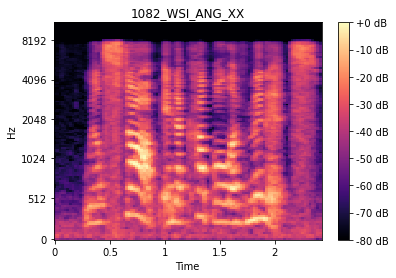 1082_WSI_ANG_XX
+0 dB
8192
-10 dB
4096
-20 dB
-30 dB
2048
Hz
-40 dB
1024
-50 dB
512
-60 dB
-70 dB
0
-80 dB
0 0.5 1 1.5 2
Time